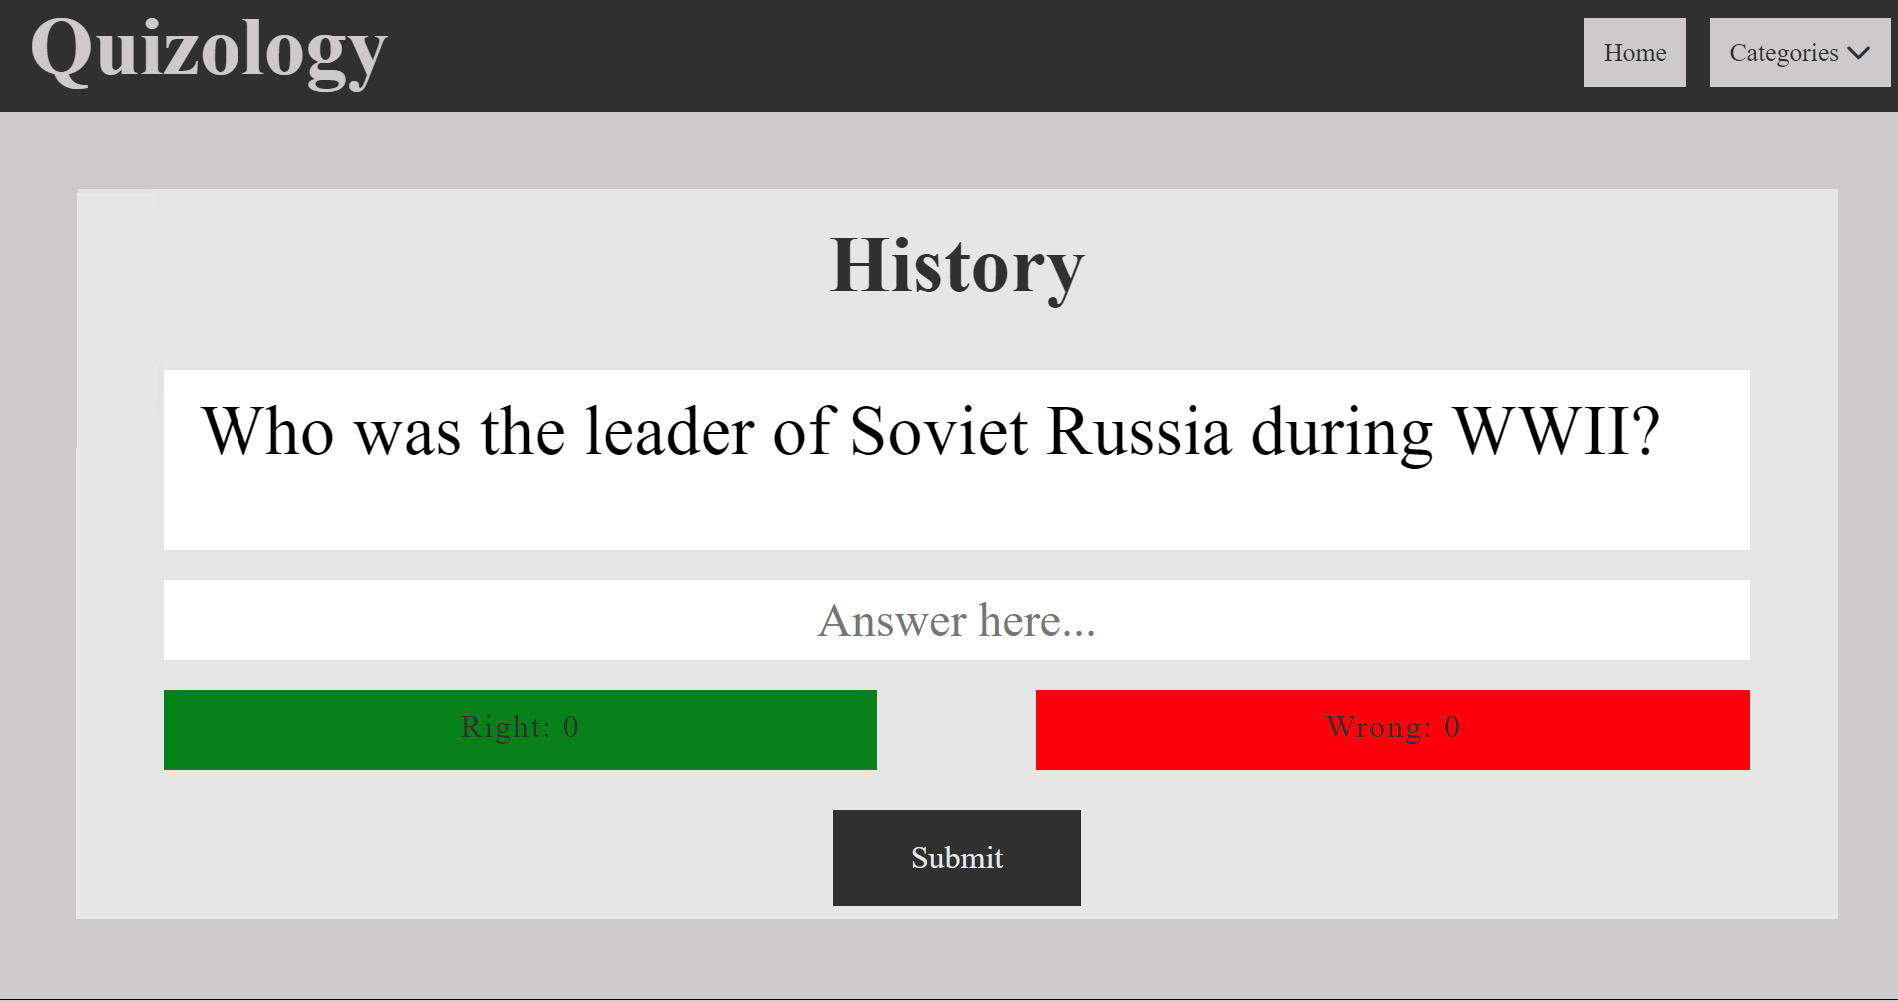 Quizology
Home
Categories
History
Who was the leader of Soviet Russia during WWII?
Answer here...
Right: 0
Wrong: 0
Submit